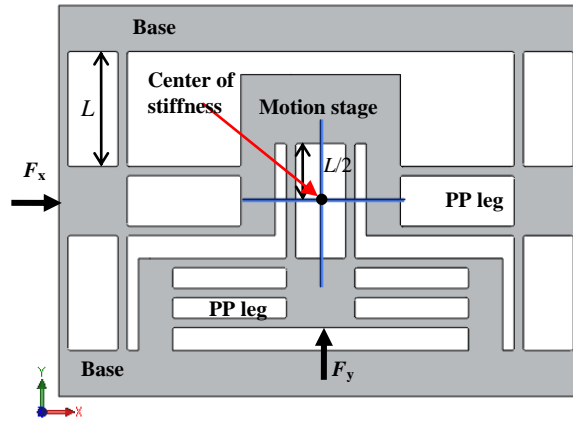 Base
Center of
stiffness
Motion stage
L
L/2
Fx
PP leg
PP leg
Base
Fy
Y
X